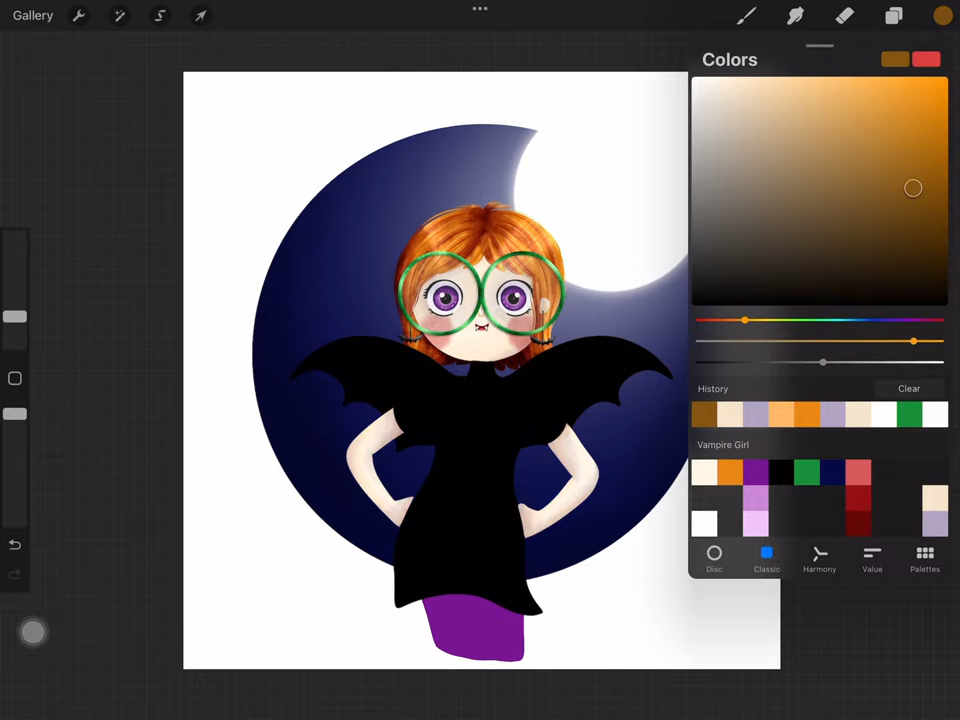 Gallery
Colors
History
Clear
Vampire Girl
Disc
Classic
Harmony
Value
Palettes